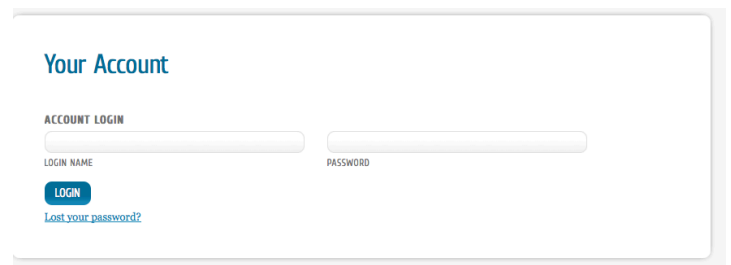 Your Account
ACCOUNT LOGIN
LOGIN NAME PASSWORD
LOGIN
Lost your password?